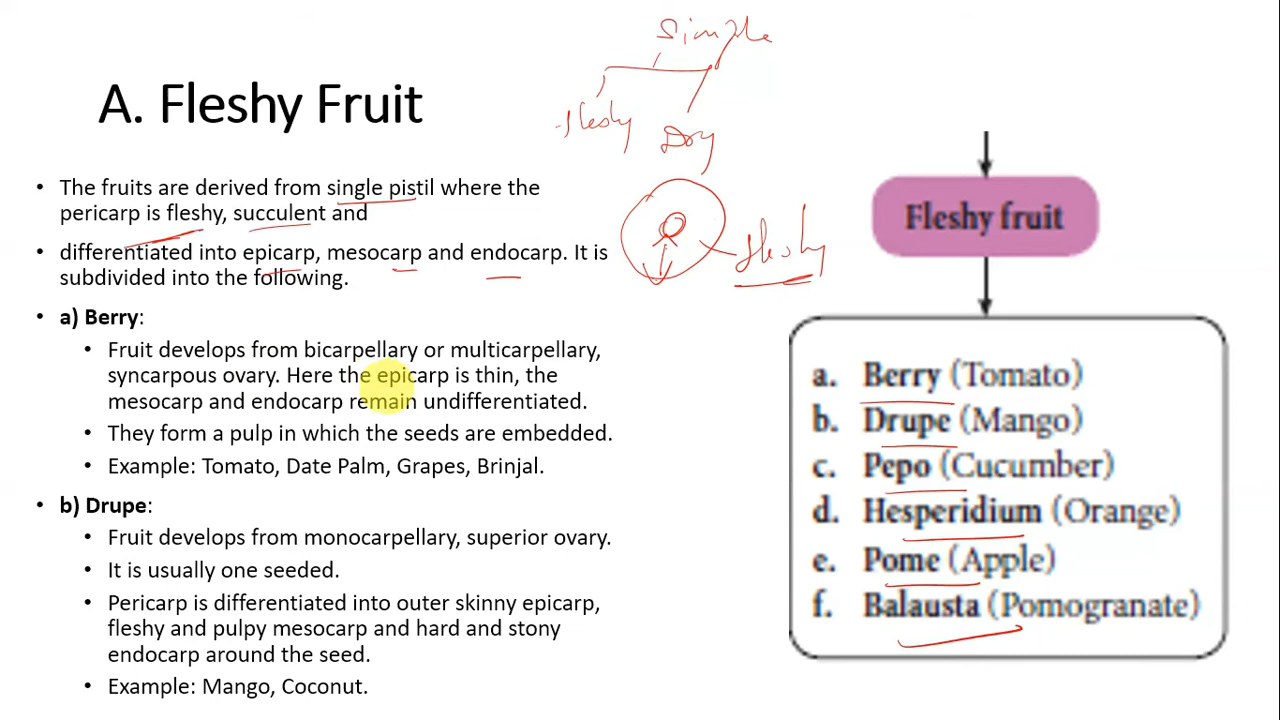 Simple
fleshy Dry
A. Fleshy Fruit
• The fruits are derived from single pistil where the
pericarp is fleshy, succulent and
• differentiated into epicarp, mesocarp and endocarp. It is
subdivided into the following.
fleshy
• a) Berry:
• Fruit develops from bicarpellary or multicarpellary,
syncarpous ovary. Here the epicarp is thin, the
mesocarp and endocarp remain undifferentiated.
• They form a pulp in which the seeds are embedded.
• Example: Tomato, Date Palm, Grapes, Brinjal.
• b) Drupe:
• Fruit develops from monocarpellary, superior ovary.
• It is usually one seeded.
• Pericarp is differentiated into outer skinny epicarp,
fleshy and pulpy mesocarp and hard and stony
endocarp around the seed.
• Example: Mango, Coconut.
Fleshy fruit
a. Berry (Tomato)
b. Drupe (Mango)
c. Pepo (Cucumber)
d. Hesperidium (Orange)
e. Pome (Apple)
f. Balausta (Pomogranate)